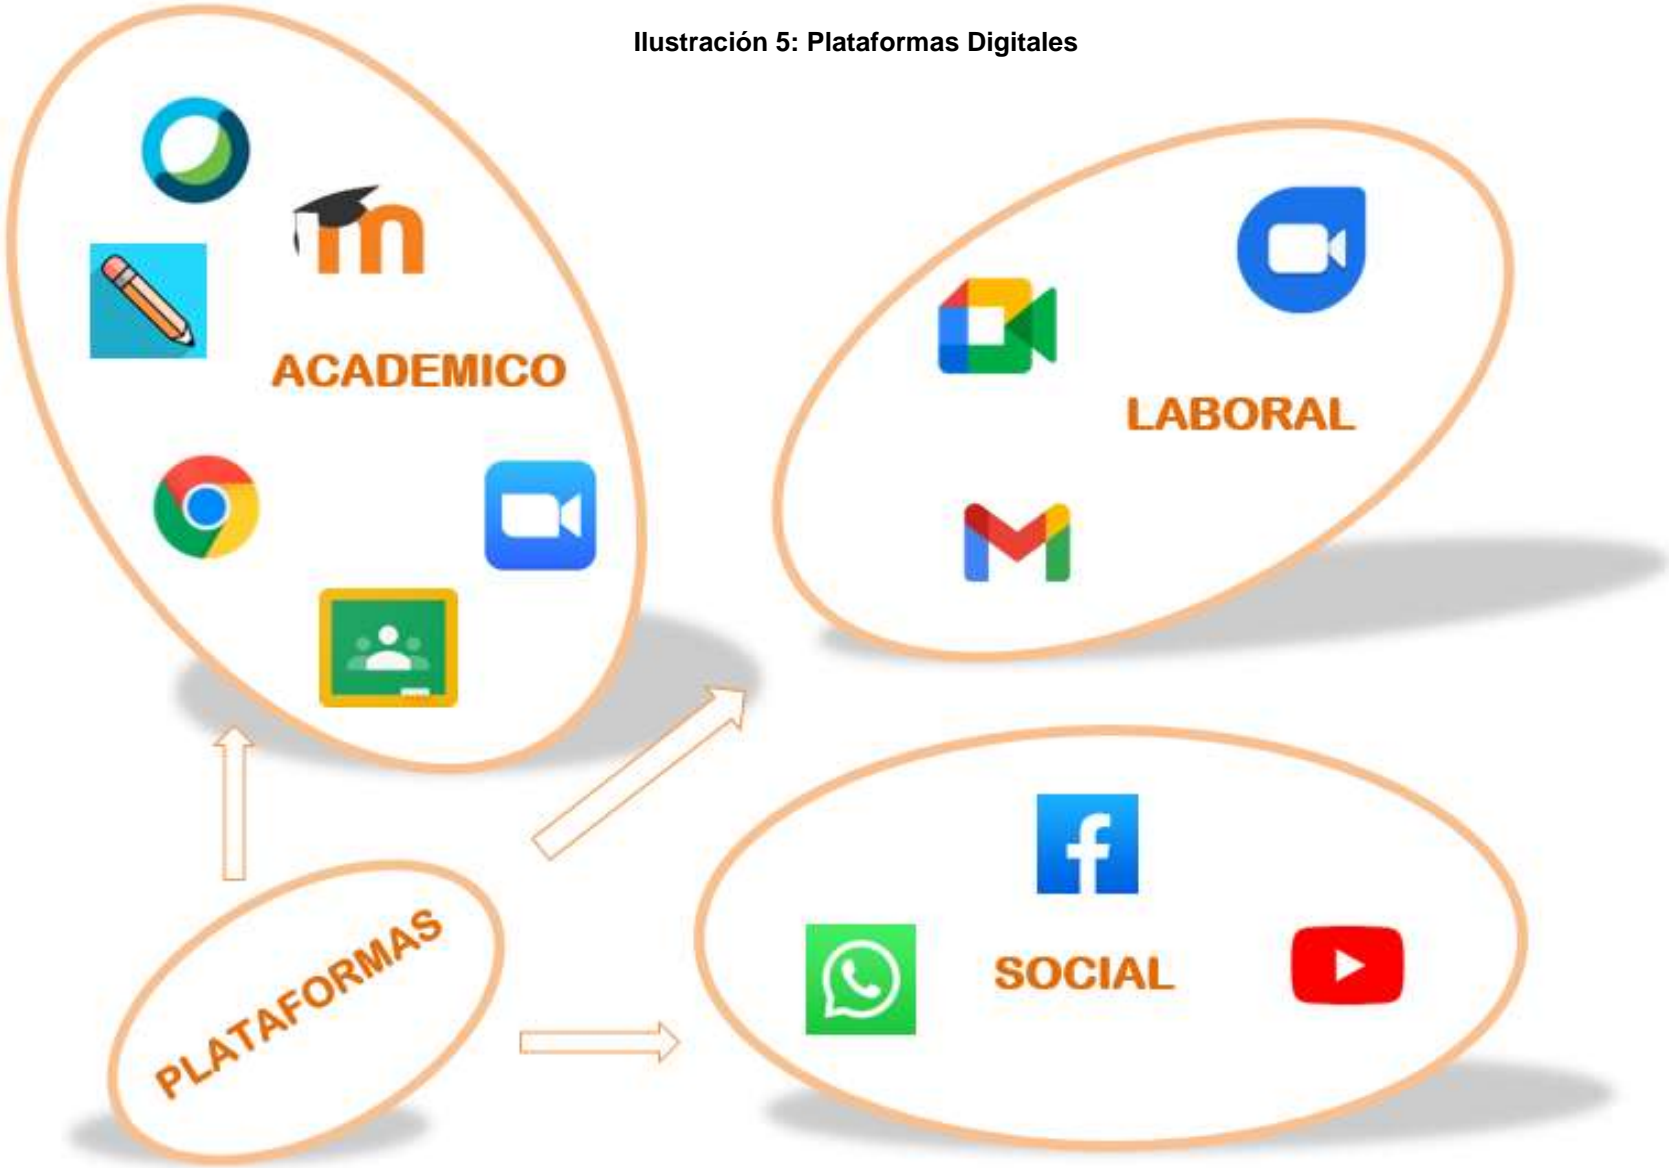 Ilustración 5: Plataformas Digitales
ACADEMICO
LABORAL
SOCIAL
PLATAFORMAS